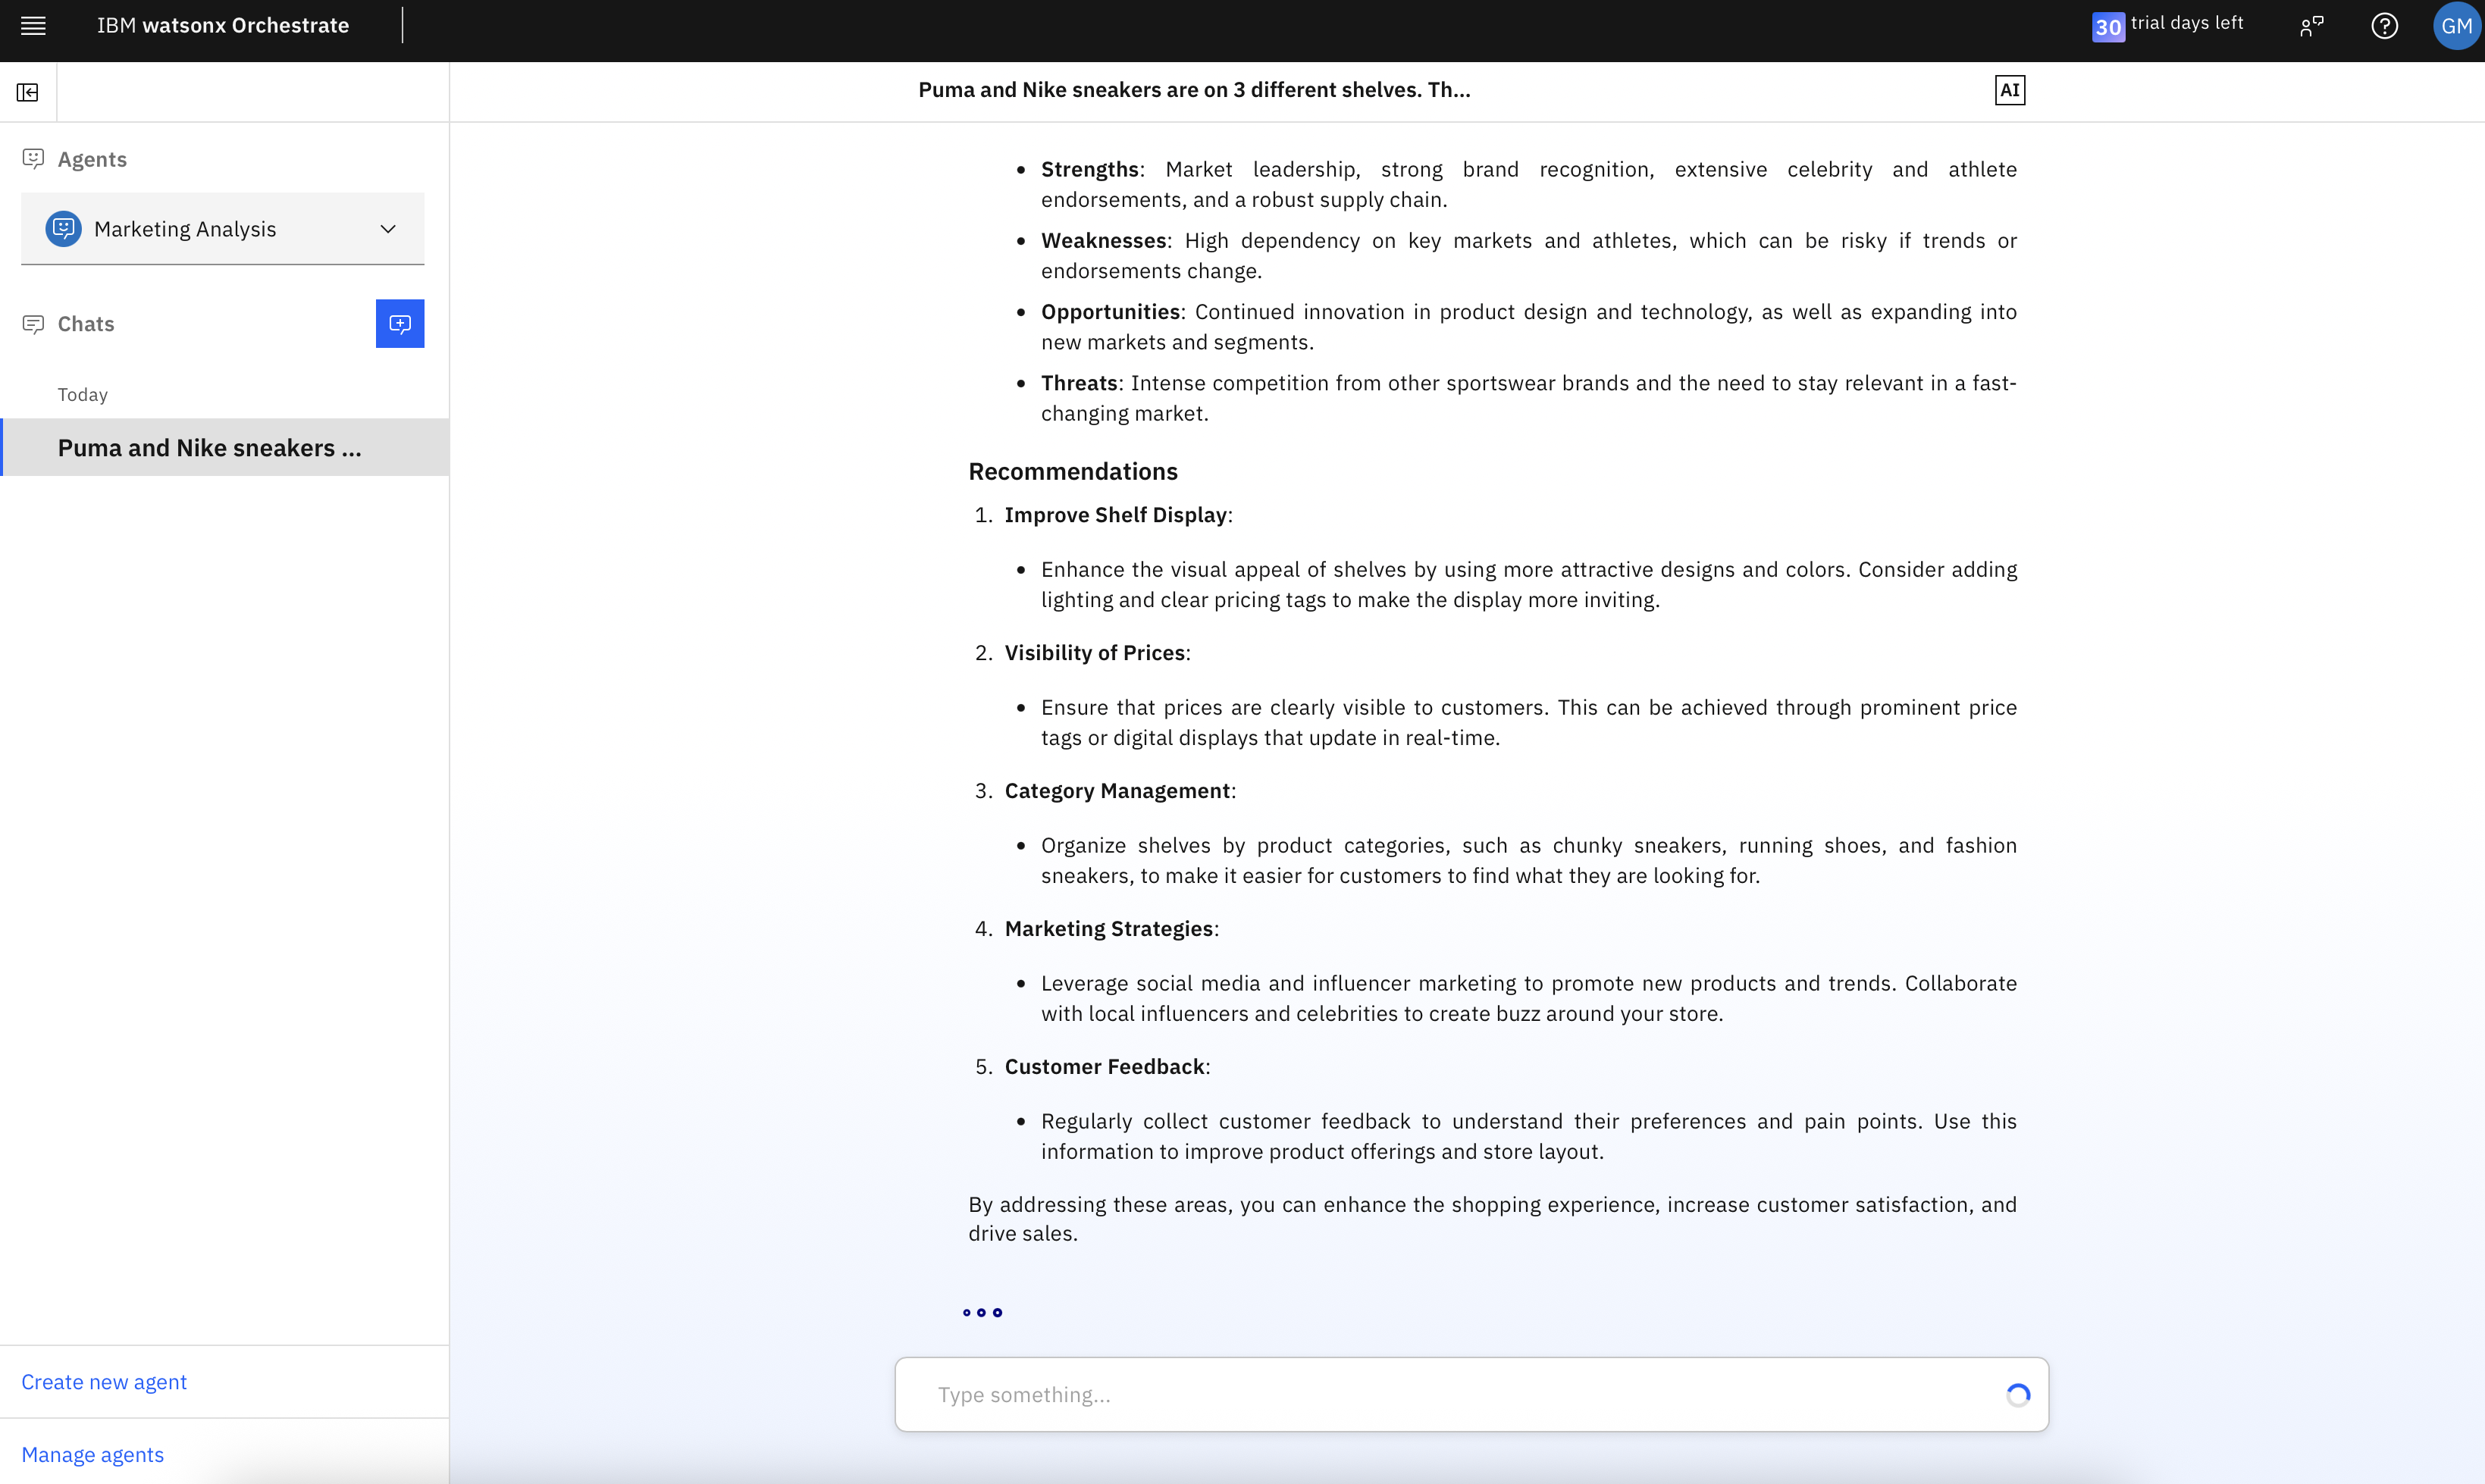 IBM watsonx Orchestrate
30 trial days left
GM
Puma and Nike sneakers are on 3 different shelves. Th...
AI
Agents
Marketing Analysis
Chats
Today
Puma and Nike sneakers ...
Create new agent
Manage agents
• Strengths: Market leadership, strong brand recognition, extensive celebrity and athlete
endorsements, and a robust supply chain.
• Weaknesses: High dependency on key markets and athletes, which can be risky if trends or
endorsements change.
• Opportunities: Continued innovation in product design and technology, as well as expanding into
new markets and segments.
• Threats: Intense competition from other sportswear brands and the need to stay relevant in a fast-
changing market.
Recommendations
1. Improve Shelf Display:
• Enhance the visual appeal of shelves by using more attractive designs and colors. Consider adding
lighting and clear pricing tags to make the display more inviting.
2. Visibility of Prices:
• Ensure that prices are clearly visible to customers. This can be achieved through prominent price
tags or digital displays that update in real-time.
3. Category Management:
• Organize shelves by product categories, such as chunky sneakers, running shoes, and fashion
sneakers, to make it easier for customers to find what they are looking for.
4. Marketing Strategies:
• Leverage social media and influencer marketing to promote new products and trends. Collaborate
with local influencers and celebrities to create buzz around your store.
5. Customer Feedback:
• Regularly collect customer feedback to understand their preferences and pain points. Use this
information to improve product offerings and store layout.
By addressing these areas, you can enhance the shopping experience, increase customer satisfaction, and
drive sales.
Type something...